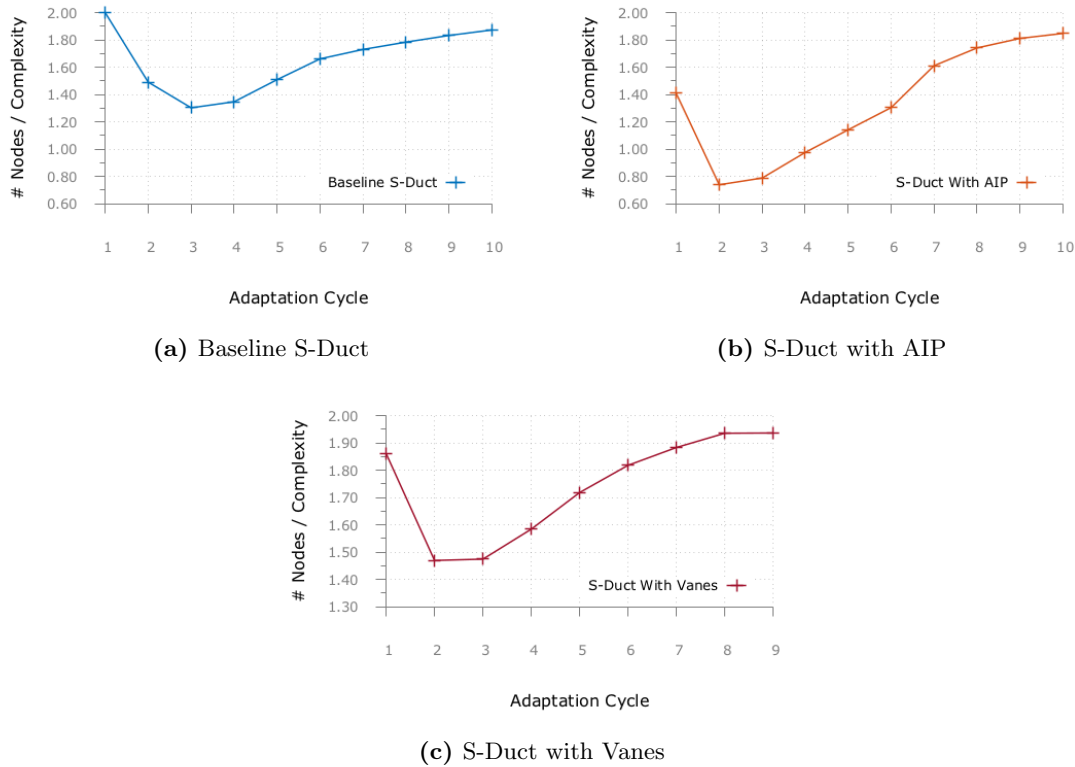 # Nodes / Complexity
2.00
1.80
1.60
1.40
1.20
1.00
0.80
0.60
Baseline S-Duct
1 2 3 4 5 6 7 8 9 10
Adaptation Cycle
(a) Baseline S-Duct
# Nodes / Complexity
2.00
1.80
1.60
1.40
1.20
1.00
0.80
0.60
S-Duct With AIP
1 2 3 4 5 6 7 8 9 10
Adaptation Cycle
(b) S-Duct with AIP
# Nodes / Complexity
2.00
1.90
1.80
1.70
1.60
1.50
1.40
1.30
S-Duct With Vanes
1 2 3 4 5 6 7 8 9
Adaptation Cycle
(c) S-Duct with Vanes